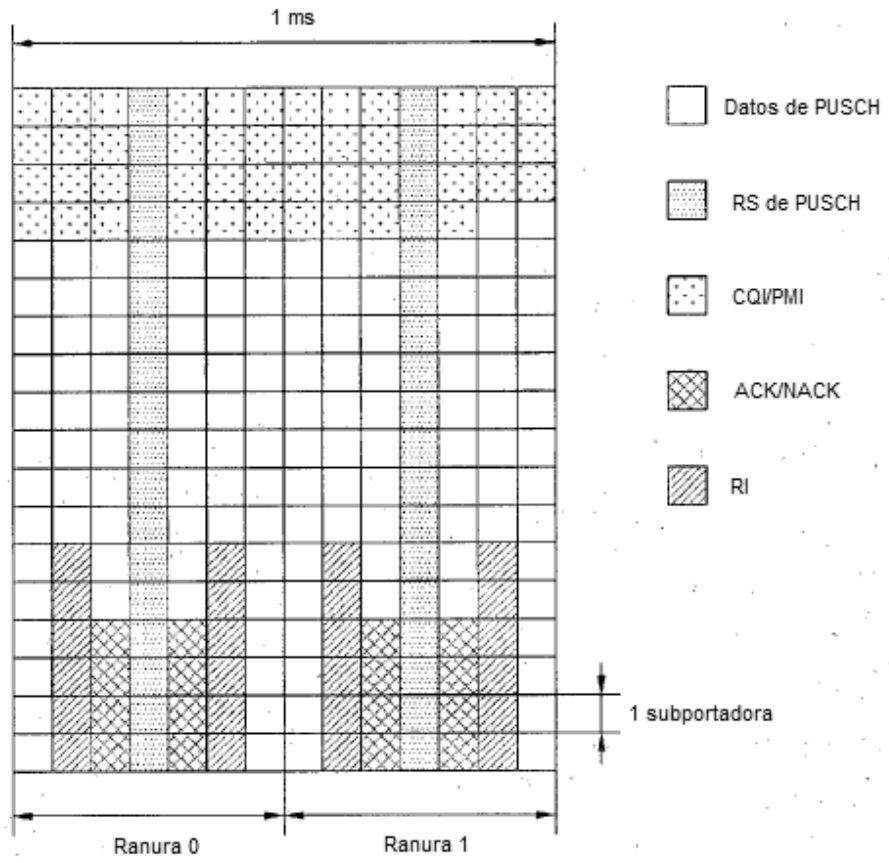 1 ms
Datos de PUSCH
RS de PUSCH
CQI/PMI
ACK/NACK
RI
1 subportadora
Ranura 0
Ranura 1